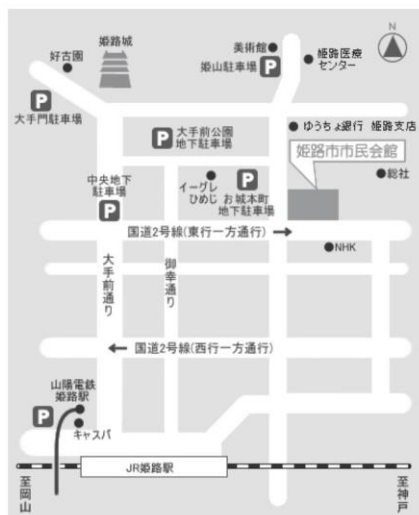 姫路城
好古園
美術館
姫山駐車場
姫路医療
センター
N
P
P
大手門駐車場
P
大手前公園
地下駐車場
ゆうちょ銀行 姫路支店
姫路市市民会館
総社
中央地下
駐車場
P
イーグレ
ひめじ
P
お城本町
地下駐車場
国道2号線(東行一方通行)
NHK
大手前通り
御幸通り
国道2号線(西行一方通行)
山陽電鉄
姫路駅
P
キャスパ
JR姫路駅
至岡山
至神戸